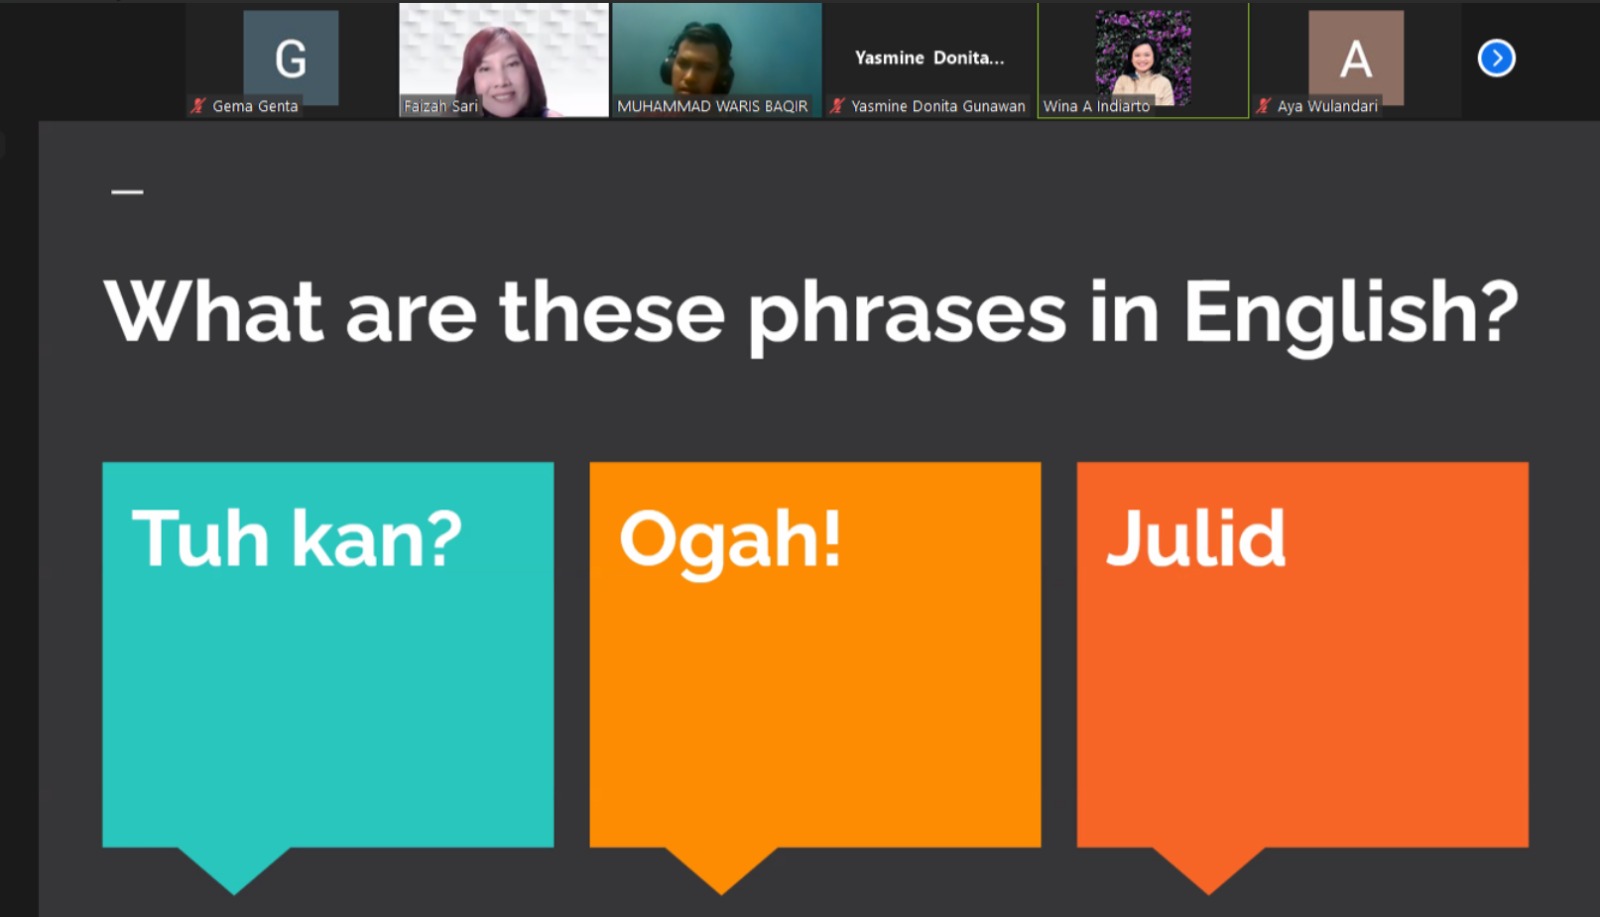 G
Gema Genta
Faizah Sari
MUHAMMAD WARIS BAQIR
Yasmine Donita...
Yasmine Donita Gunawan
Wina A Indiarto
A
Aya Wulandari
What are these phrases in English?
Tuh kan?
Ogah!
Julid